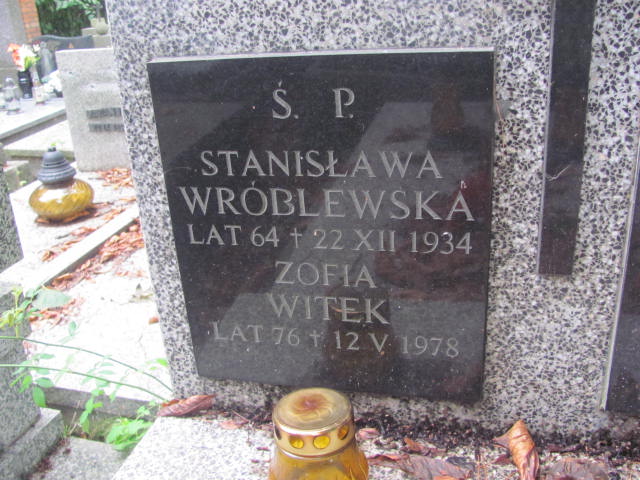 Ś. P.
STANISŁAWA
WRÓBLEWSKA
LAT 64 + 22 XII 1934
ZOFIA
WITEK
LAT 76 + 12 V 1978